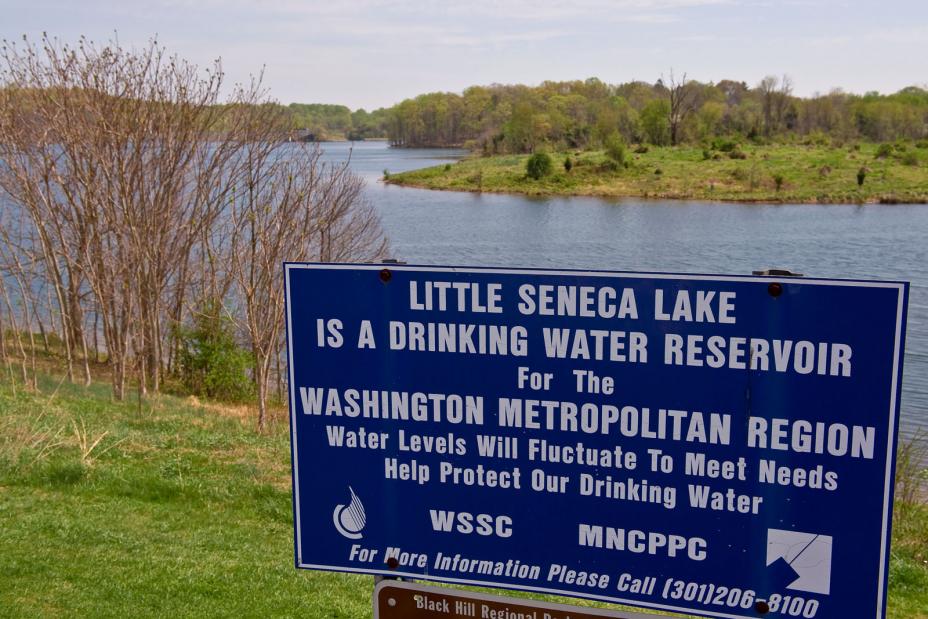 LITTLE SENECA LAKE
IS A DRINKING WATER RESERVOIR
For The
WASHINGTON METROPOLITAN REGION
Water Levels Will Fluctuate To Meet Needs
Help Protect Our Drinking Water
WSSC MNCPPC
For More Information Please Call (301)206-8100
Black Hill Regional